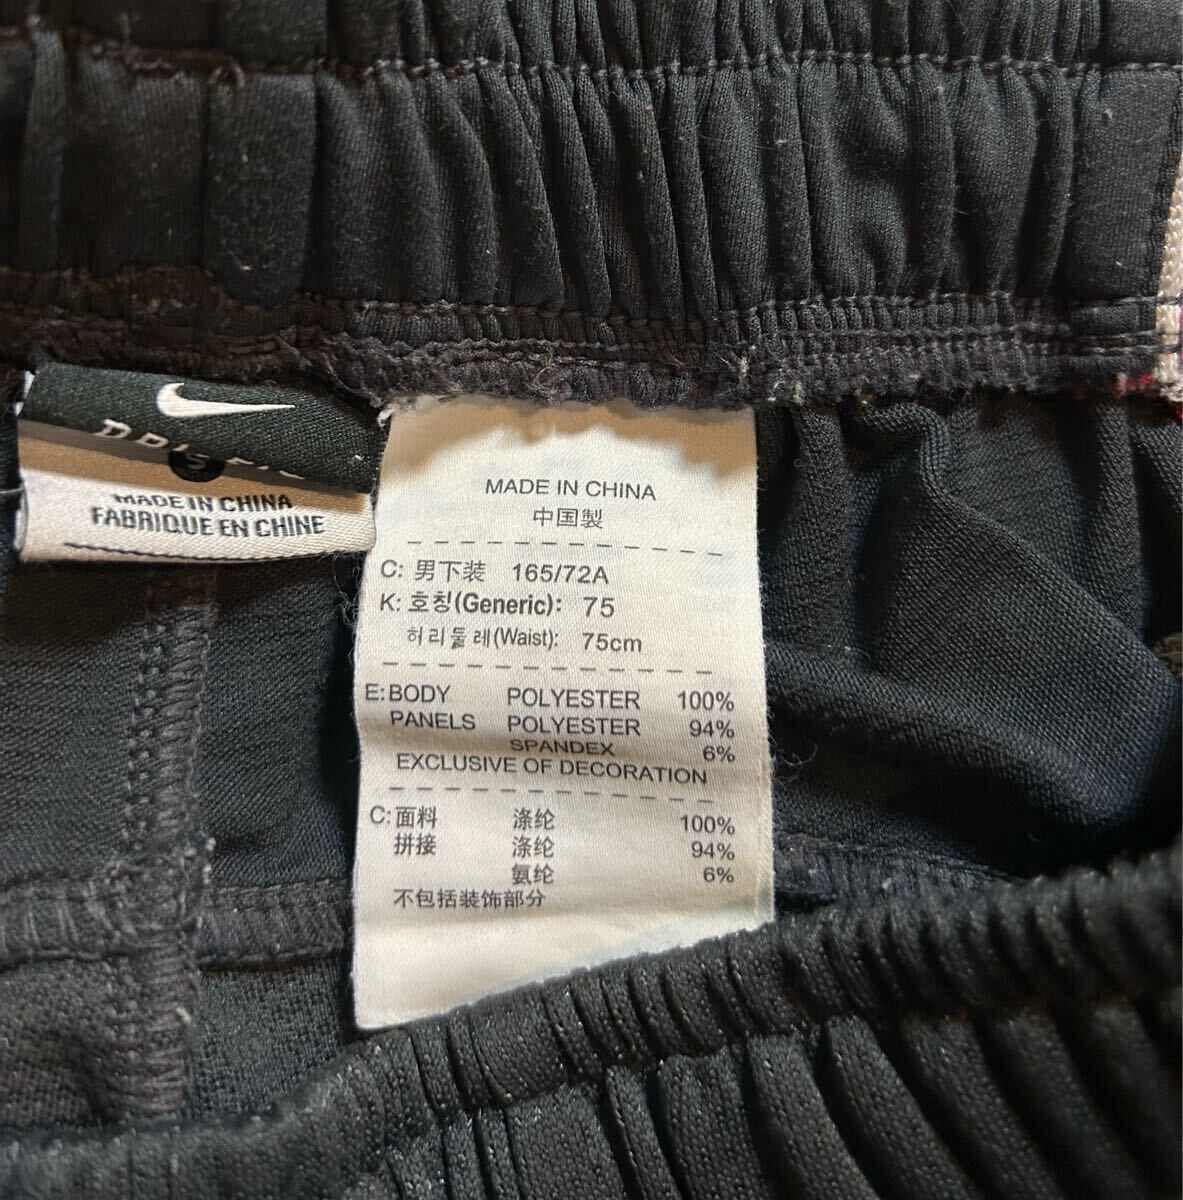 S
MADE IN CHINA
FABRIQUE EN CHINE
MADE IN CHINA
中国製
C: 男下装 165/72A
K: 호칭(Generic): 75
허리둘레(Waist): 75cm
E: BODY POLYESTER 100%
PANELS POLYESTER 94%
SPANDEX 6%
EXCLUSIVE OF DECORATION
C: 面料 涤纶 100%
拼接 涤纶 94%
氨纶 6%
不包括装饰部分